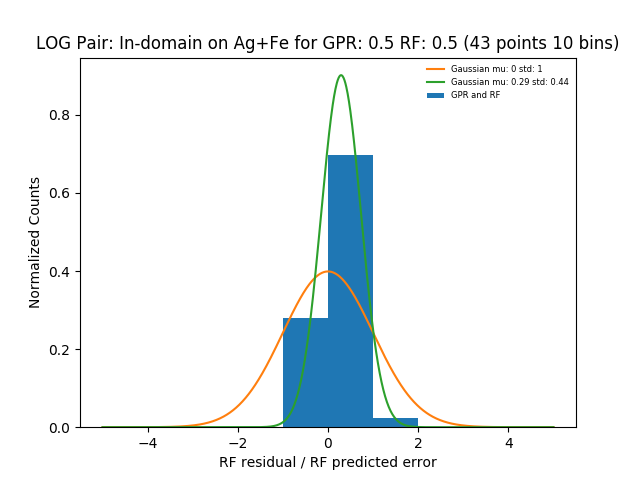 LOG Pair: In-domain on Ag+Fe for GPR: 0.5 RF: 0.5 (43 points 10 bins)
Gaussian mu: 0 std: 1
Gaussian mu: 0.29 std: 0.44
GPR and RF
Normalized Counts
0.8
0.6
0.4
0.2
0.0
−4
−2
0
2
4
RF residual / RF predicted error